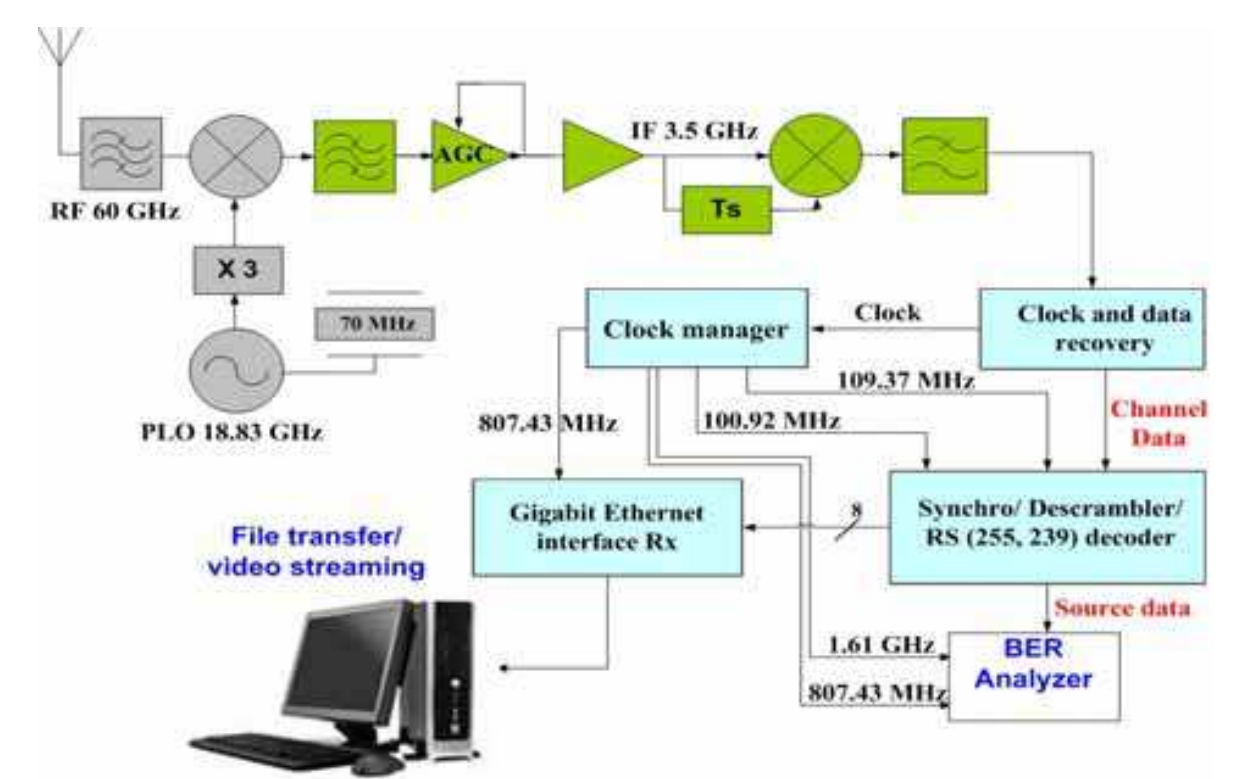 IF 3.5 GHz
AGC
RF 60 GHz
Ts
X 3
70 MHz
PLO 18.83 GHz
Clock manager
Clock
Clock and data
recovery
109.37 MHz
Channel
Data
807.43 MHz
100.92 MHz
Gigabit Ethernet
interface Rx
8
Synchro/ Descrambler/
RS (255, 239) decoder
File transfer/
video streaming
Source data
1.61 GHz
BER
Analyzer
807.43 MHz